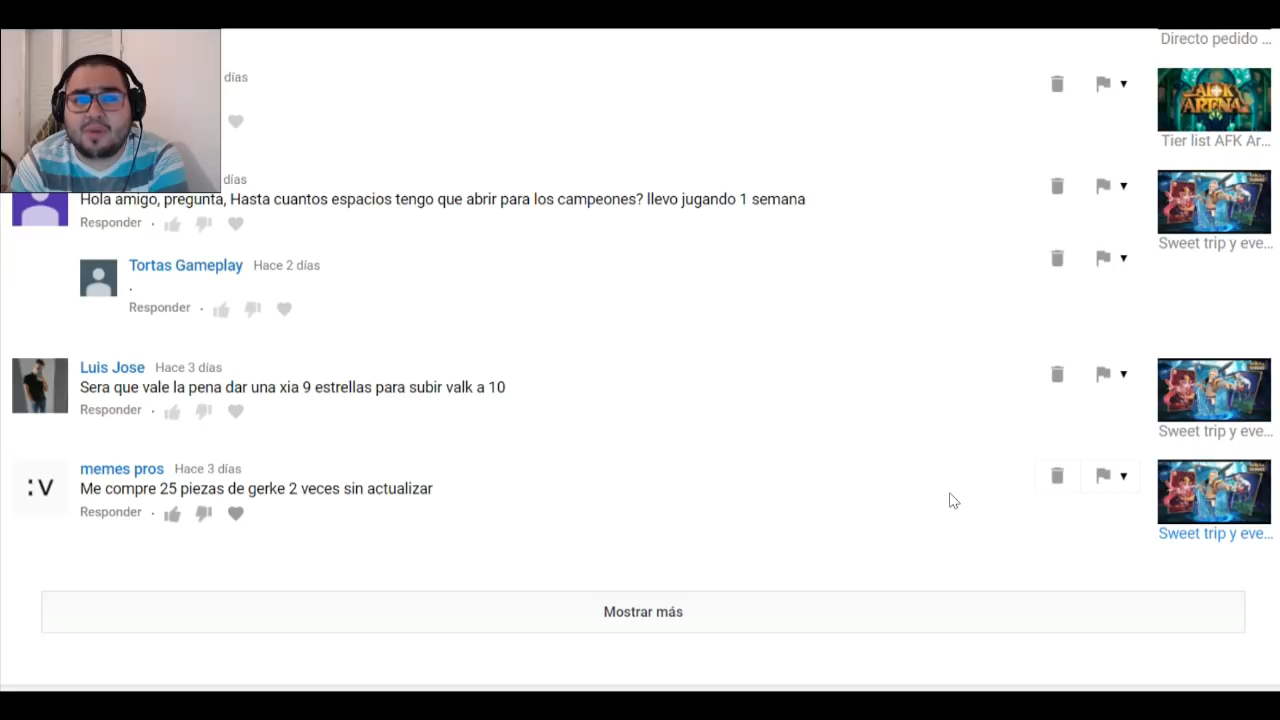 Directo pedido ...
días
AFK
ARENA
Tier list AFK Ar...
días
Hola amigo, pregunta, Hasta cuantos espacios tengo que abrir para los campeones? llevo jugando 1 semana
Responder ·
Sweet trip y eve...
Tortas Gameplay Hace 2 días
.
Responder ·
Luis Jose Hace 3 días
Sera que vale la pena dar una xia 9 estrellas para subir valk a 10
Responder ·
Sweet trip y eve...
:V
memes pros Hace 3 días
Me compre 25 piezas de gerke 2 veces sin actualizar
Responder ·
Sweet trip y eve...
Mostrar más